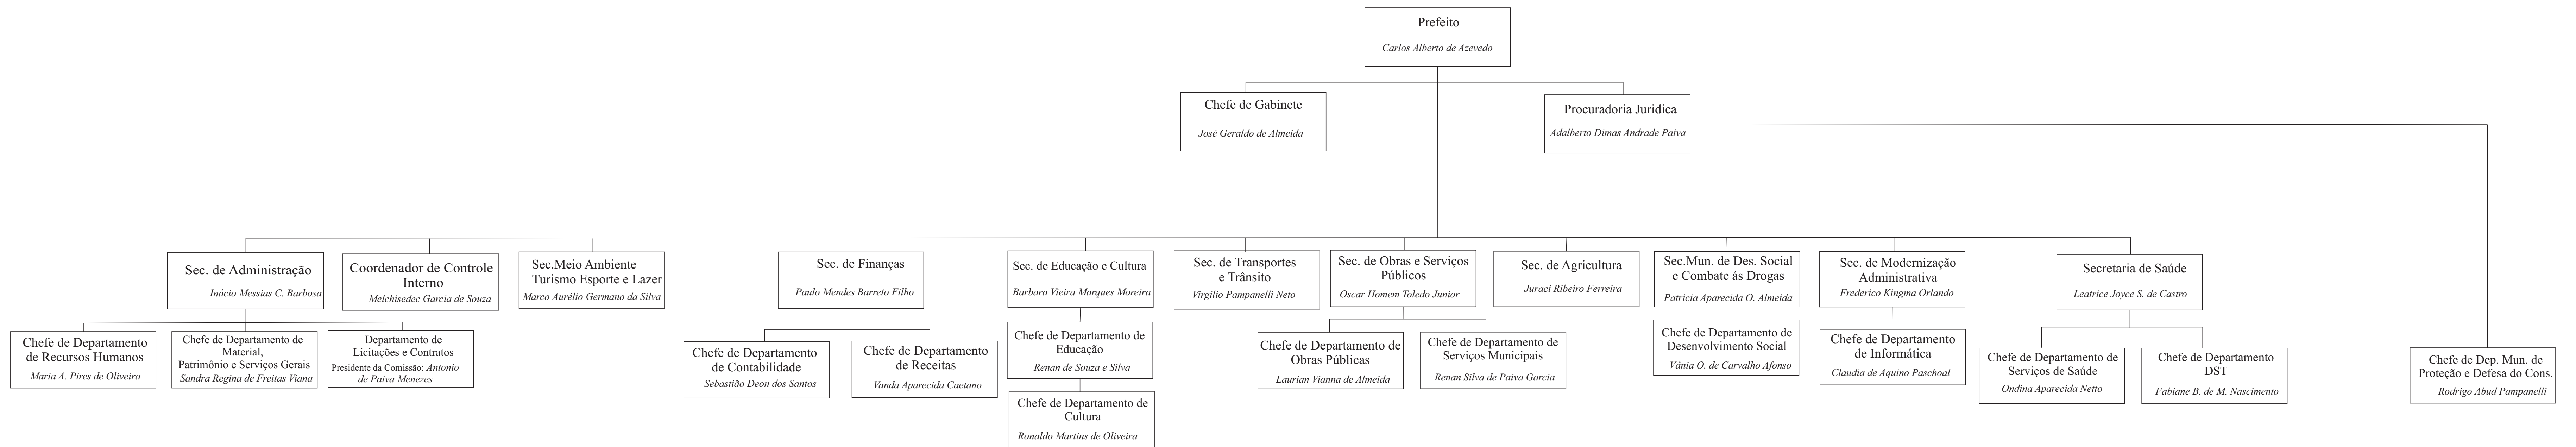 Prefeito
Carlos Alberto de Azevedo
Chefe de Gabinete
José Geraldo de Almeida
Procuradoria Juridica
Adalberto Dimas Andrade Paiva
Sec. de Administração
Inácio Messias C. Barbosa
Coordenador de Controle
Interno
Melchisedec Garcia de Souza
Sec.Meio Ambiente
Turismo Esporte e Lazer
Marco Aurélio Germano da Silva
Sec. de Finanças
Paulo Mendes Barreto Filho
Sec. de Educação e Cultura
Barbara Vieira Marques Moreira
Sec. de Transportes
e Trânsito
Virgílio Pampanelli Neto
Sec. de Obras e Serviços
Públicos
Oscar Homem Toledo Junior
Sec. de Agricultura
Juraci Ribeiro Ferreira
Sec.Mun. de Des. Social
e Combate ás Drogas
Patricia Aparecida O. Almeida
Sec. de Modernização
Administrativa
Frederico Kingma Orlando
Secretaria de Saúde
Leatrice Joyce S. de Castro
Chefe de Departamento
de Recursos Humanos
Maria A. Pires de Oliveira
Chefe de Departamento de
Material,
Patrimônio e Serviços Gerais
Sandra Regina de Freitas Viana
Departamento de
Licitações e Contratos
Presidente da Comissão: Antonio
de Paiva Menezes
Chefe de Departamento
de Contabilidade
Sebastião Deon dos Santos
Chefe de Departamento
de Receitas
Vanda Aparecida Caetano
Chefe de Departamento de
Educação
Renan de Souza e Silva
Chefe de Departamento de
Cultura
Ronaldo Martins de Oliveira
Chefe de Departamento de
Obras Públicas
Laurian Vianna de Almeida
Chefe de Departamento de
Serviços Municipais
Renan Silva de Paiva Garcia
Chefe de Departamento de
Desenvolvimento Social
Vânia O. de Carvalho Afonso
Chefe de Departamento
de Informática
Claudia de Aquino Paschoal
Chefe de Departamento de
Serviços de Saúde
Ondina Aparecida Netto
Chefe de Departamento
DST
Fabiane B. de M. Nascimento
Chefe de Dep. Mun. de
Proteção e Defesa do Cons.
Rodrigo Abud Pampanelli